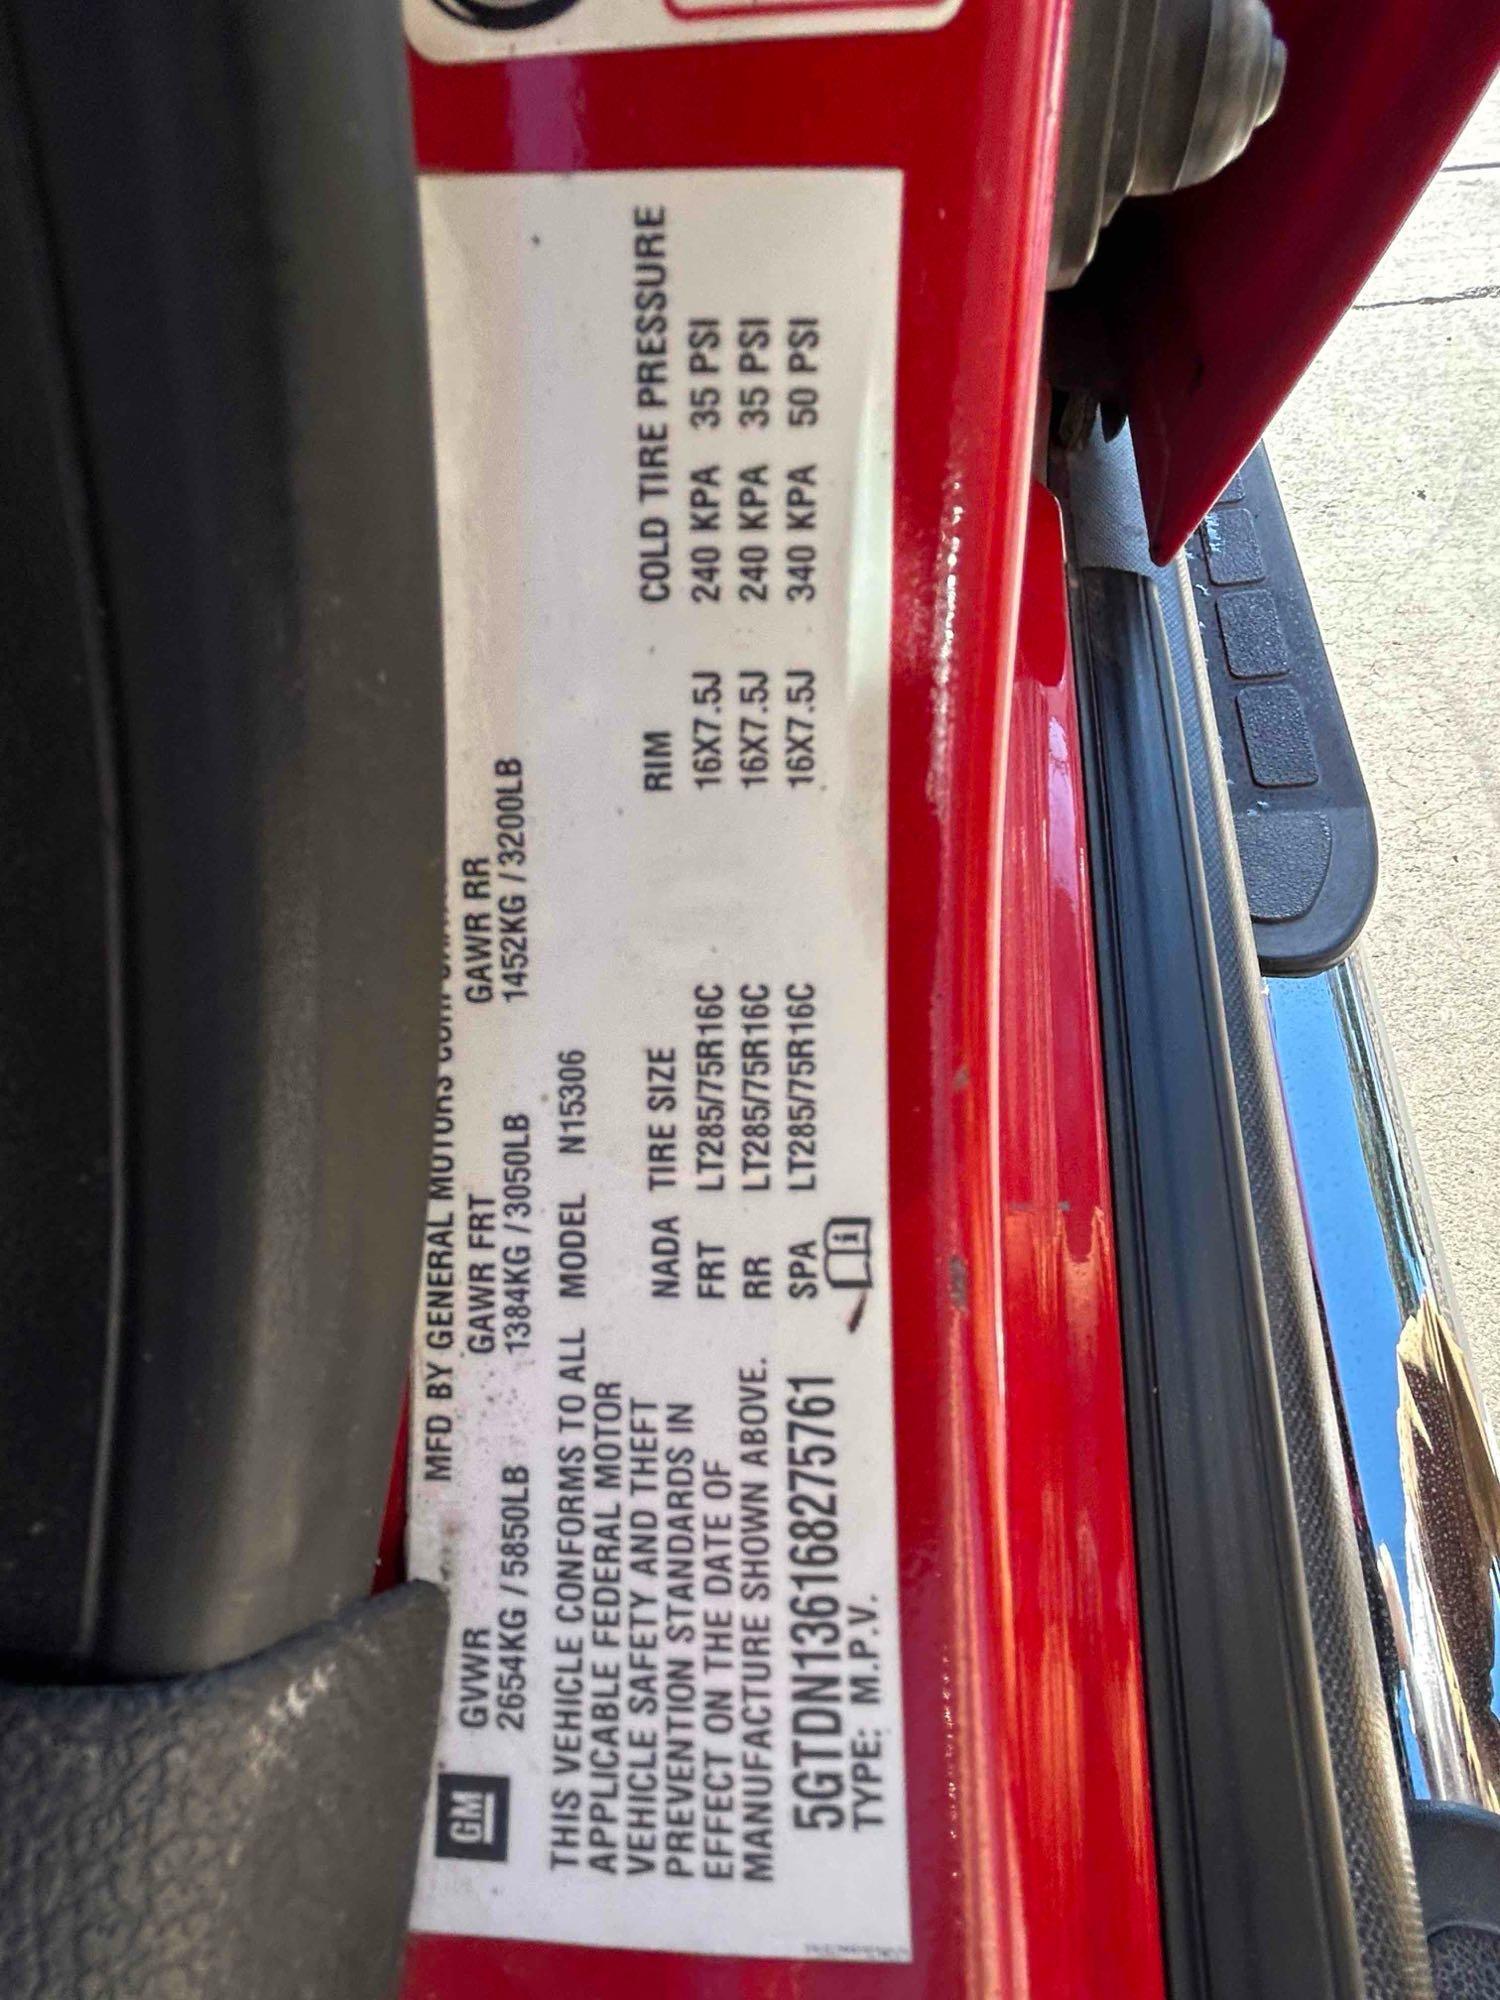 MFD BY GENERAL MOTORS
GM
GVWR GAWR FRT GAWR RR
2654KG / 5850LB 1384KG / 3050LB 1452KG / 3200LB
THIS VEHICLE CONFORMS TO ALL MODEL N15306
APPLICABLE FEDERAL MOTOR
VEHICLE SAFETY AND THEFT
PREVENTION STANDARDS IN
EFFECT ON THE DATE OF
MANUFACTURE SHOWN ABOVE.
NADA TIRE SIZE RIM COLD TIRE PRESSURE
FRT LT285/75R16C 16X7.5J 240 KPA 35 PSI
RR LT285/75R16C 16X7.5J 240 KPA 35 PSI
SPA LT285/75R16C 16X7.5J 340 KPA 50 PSI
5GTDN136168275761
TYPE: M.P.V.